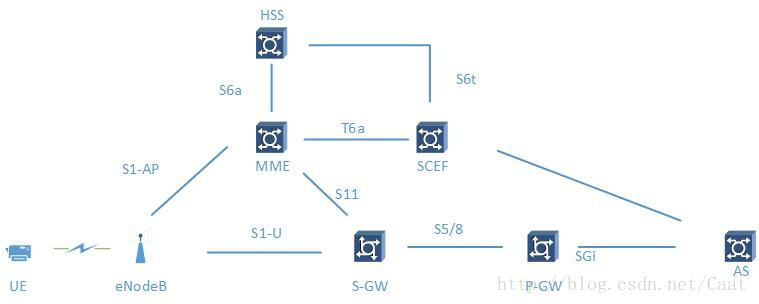 HSS
S6a
S6t
MME
T6a
SCEF
S1-AP
S11
S1-U
S5/8
SGi
UE
eNodeB
S-GW
P-GW
AS
http://blog.csdn.net/Caat